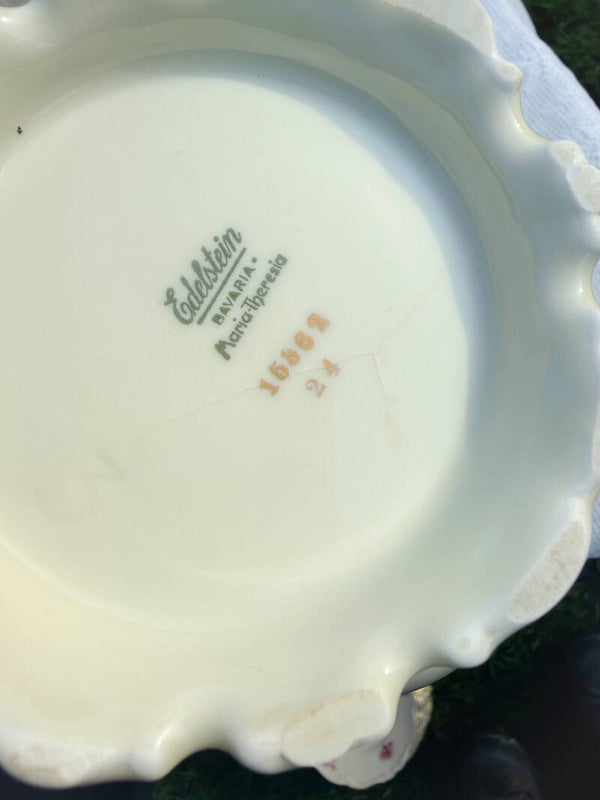 Edelstein
BAVARIA.
Maria-Theresia
16862
24